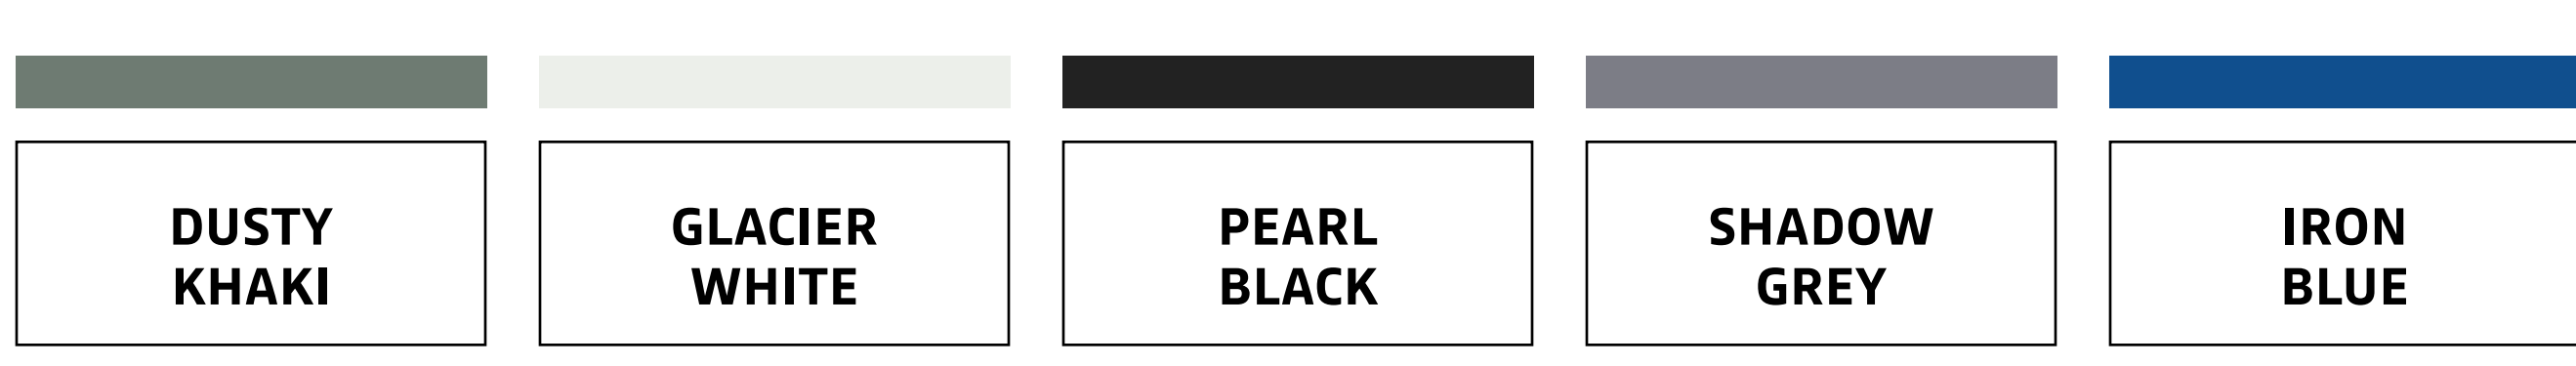 DUSTY
KHAKI
GLACIER
WHITE
PEARL
BLACK
SHADOW
GREY
IRON
BLUE